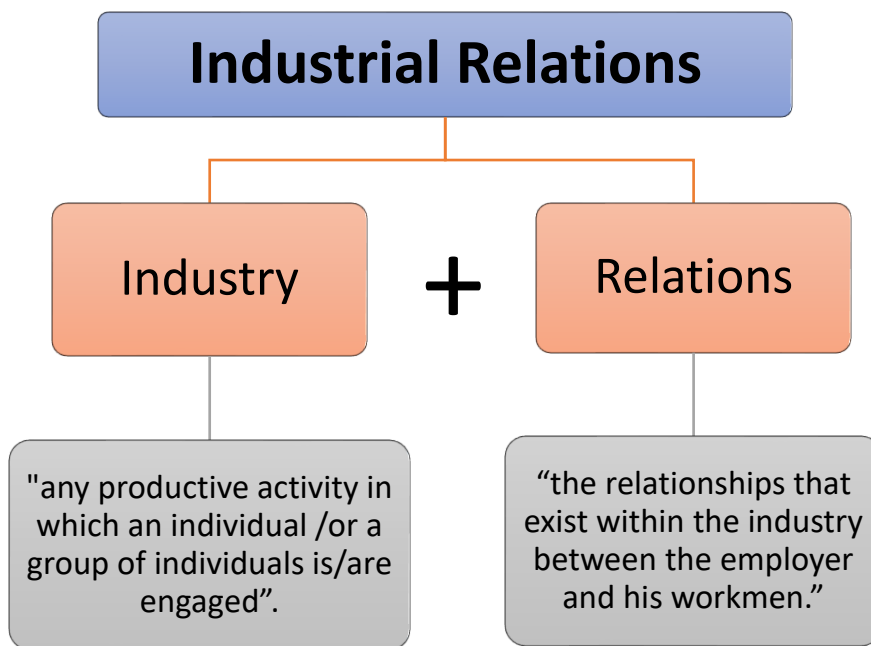 Industrial Relations
Industry
+
Relations
"any productive activity in
which an individual /or a
group of individuals is/are
engaged”.
“the relationships that
exist within the industry
between the employer
and his workmen.”